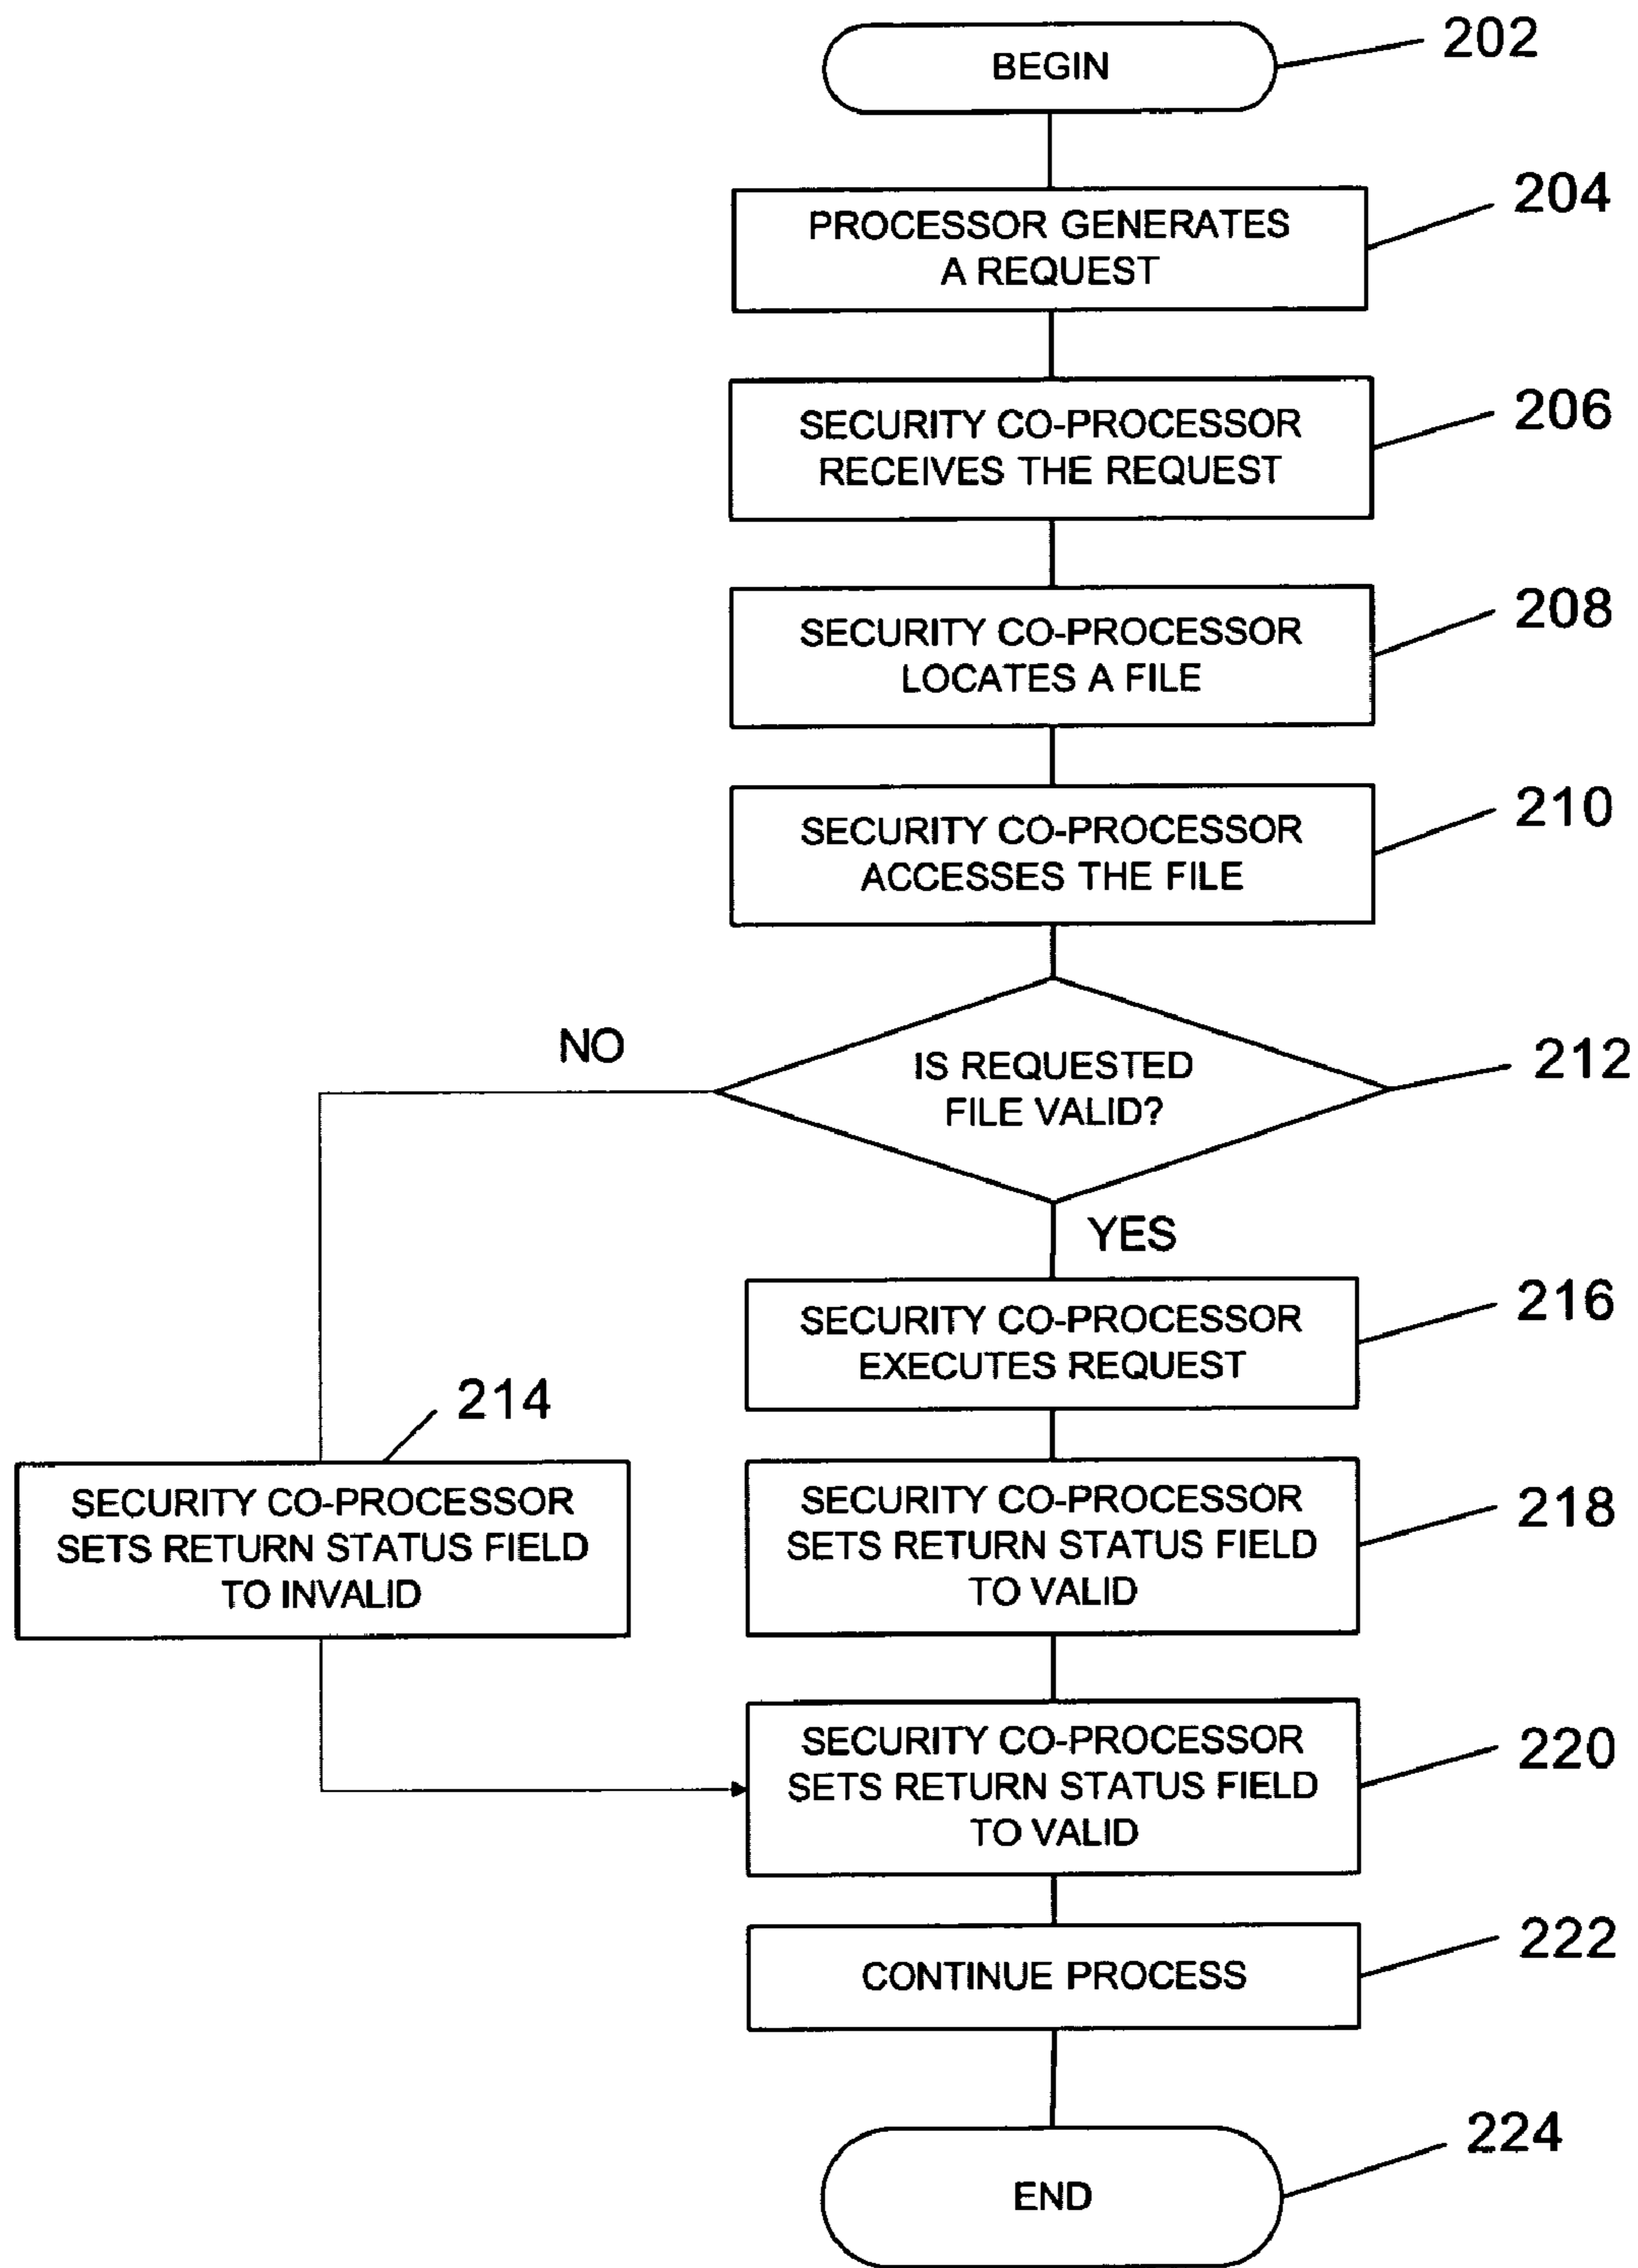 BEGIN
202
PROCESSOR GENERATES
A REQUEST
204
SECURITY CO-PROCESSOR
RECEIVES THE REQUEST
206
SECURITY CO-PROCESSOR
LOCATES A FILE
208
SECURITY CO-PROCESSOR
ACCESSES THE FILE
210
IS REQUESTED
FILE VALID?
212
NO
YES
SECURITY CO-PROCESSOR
EXECUTES REQUEST
216
214
SECURITY CO-PROCESSOR
SETS RETURN STATUS FIELD
TO INVALID
SECURITY CO-PROCESSOR
SETS RETURN STATUS FIELD
TO VALID
218
SECURITY CO-PROCESSOR
SETS RETURN STATUS FIELD
TO VALID
220
CONTINUE PROCESS
222
END
224